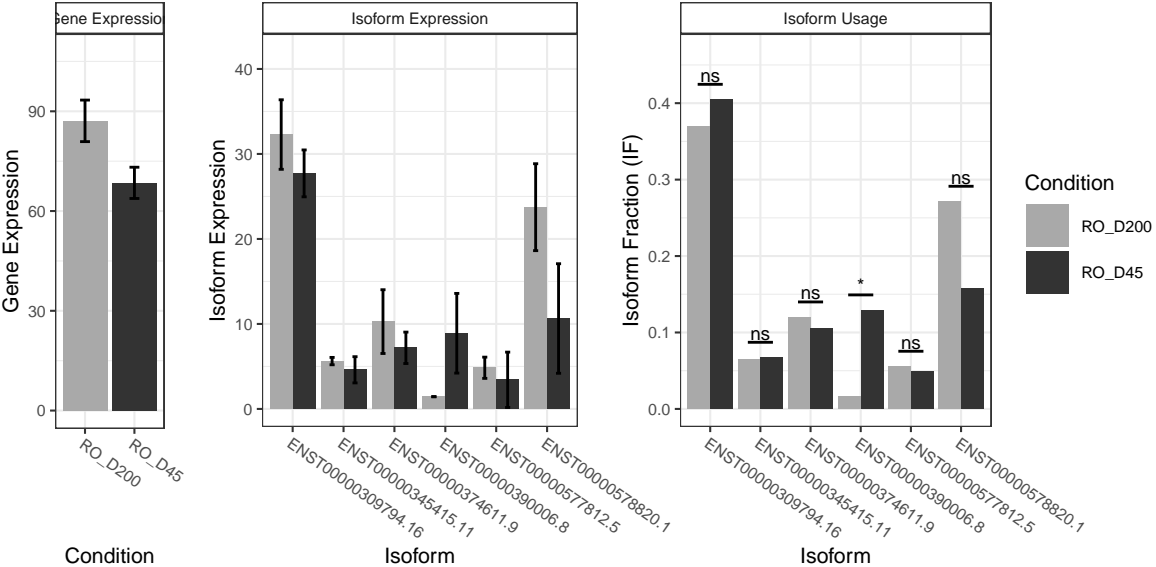 Gene Expression
Isoform Expression
Isoform Usage
Gene Expression
90
60
30
0
RO_D200
RO_D45
Condition
Isoform Expression
40
30
20
10
0
ENST00000309794.16
ENST00000345415.11
ENST00000374611.9
ENST00000390006.8
ENST00000577812.5
ENST00000578820.1
Isoform
Isoform Fraction (IF)
0.4
0.3
0.2
0.1
0.0
ns
ns
ns
*
ns
ns
ENST00000309794.16
ENST00000345415.11
ENST00000374611.9
ENST00000390006.8
ENST00000577812.5
ENST00000578820.1
Isoform
Condition
RO_D200
RO_D45